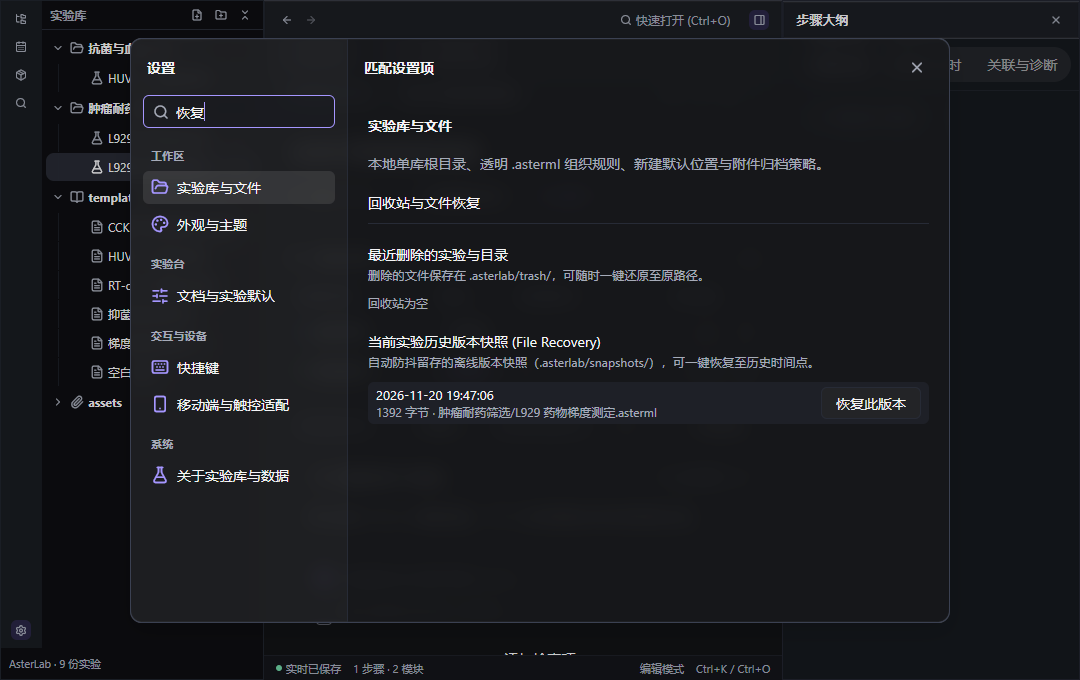 实验库
快速打开 (Ctrl+O)
步骤大纲
抗菌与
HUV
肿瘤耐药
L929
L929
templat
CCK
HUV
RT-
抑菌
梯度
空白
assets
时
关联与诊断
设置
恢复
工作区
实验库与文件
外观与主题
实验台
文档与实验默认
交互与设备
快捷键
移动端与触控适配
系统
关于实验库与数据
匹配设置项
实验库与文件
本地单库根目录、透明 .asterml 组织规则、新建默认位置与附件归档策略。
回收站与文件恢复
最近删除的实验与目录
删除的文件保存在 .asterlab/trash/，可随时一键还原至原路径。
回收站为空
当前实验历史版本快照 (File Recovery)
自动防抖留存的离线版本快照（.asterlab/snapshots/），可一键恢复至历史时间点。
2026-11-20 19:47:06
1392 字节 · 肿瘤耐药筛选/L929 药物梯度测定.asterml
恢复此版本
AsterLab · 9 份实验
实时已保存
1 步骤 · 2 模块
编辑模式
Ctrl+K / Ctrl+O